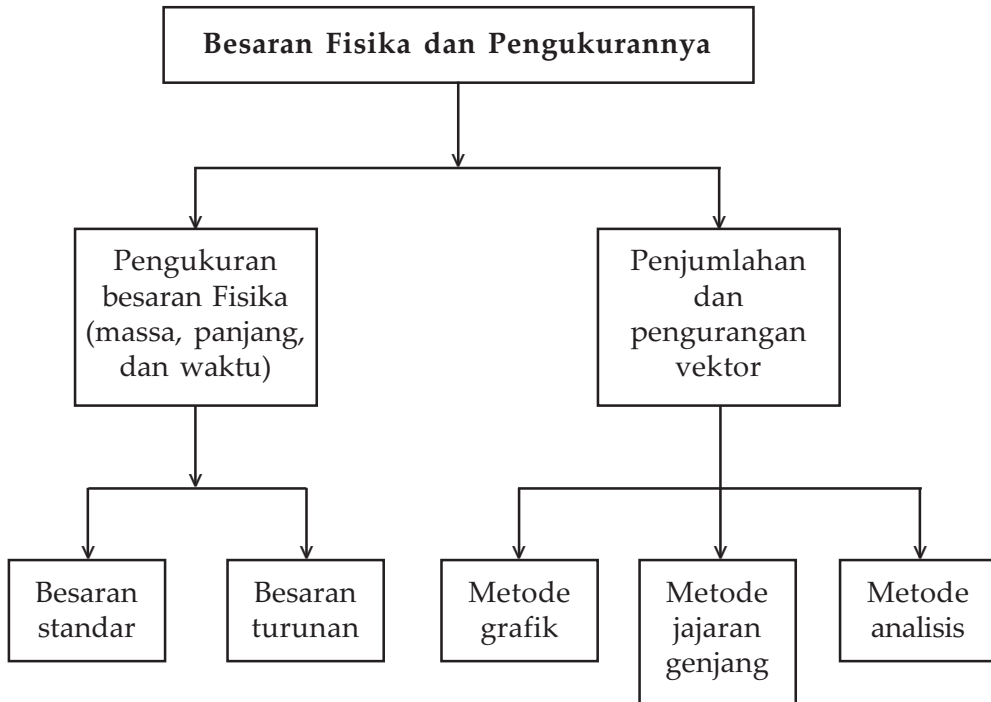 Besaran Fisika dan Pengukurannya
Pengukuran
besaran Fisika
(massa, panjang,
dan waktu)
Penjumlahan
dan
pengurangan
vektor
Besaran
standar
Besaran
turunan
Metode
grafik
Metode
jajaran
genjang
Metode
analisis